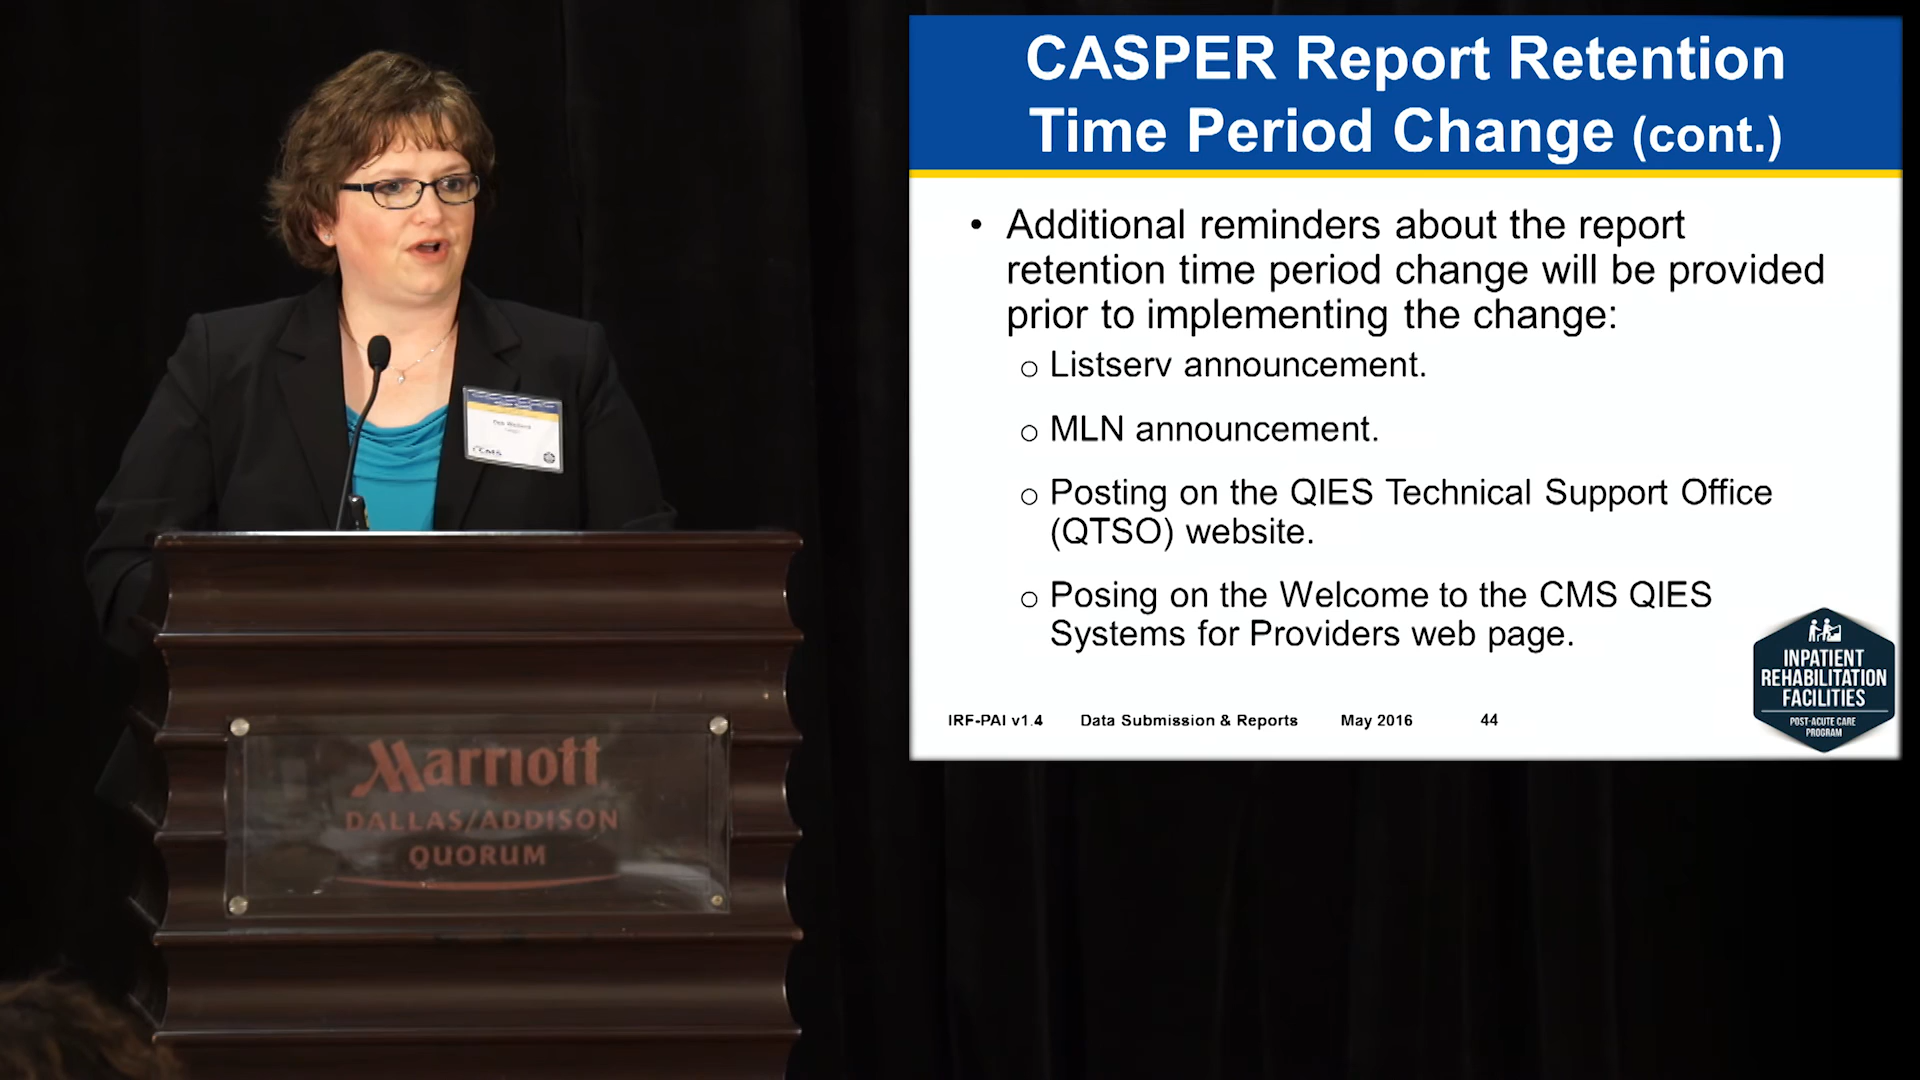 CASPER Report Retention
Time Period Change (cont.)
• Additional reminders about the report
retention time period change will be provided
prior to implementing the change:
o Listserv announcement.
o MLN announcement.
o Posting on the QIES Technical Support Office
(QTSO) website.
o Posing on the Welcome to the CMS QIES
Systems for Providers web page.
IRF-PAI v1.4 Data Submission & Reports May 2016 44
INPATIENT
REHABILITATION
FACILITIES
POST-ACUTE CARE
PROGRAM
CMS
Marriott
DALLAS/ADDISON
QUORUM